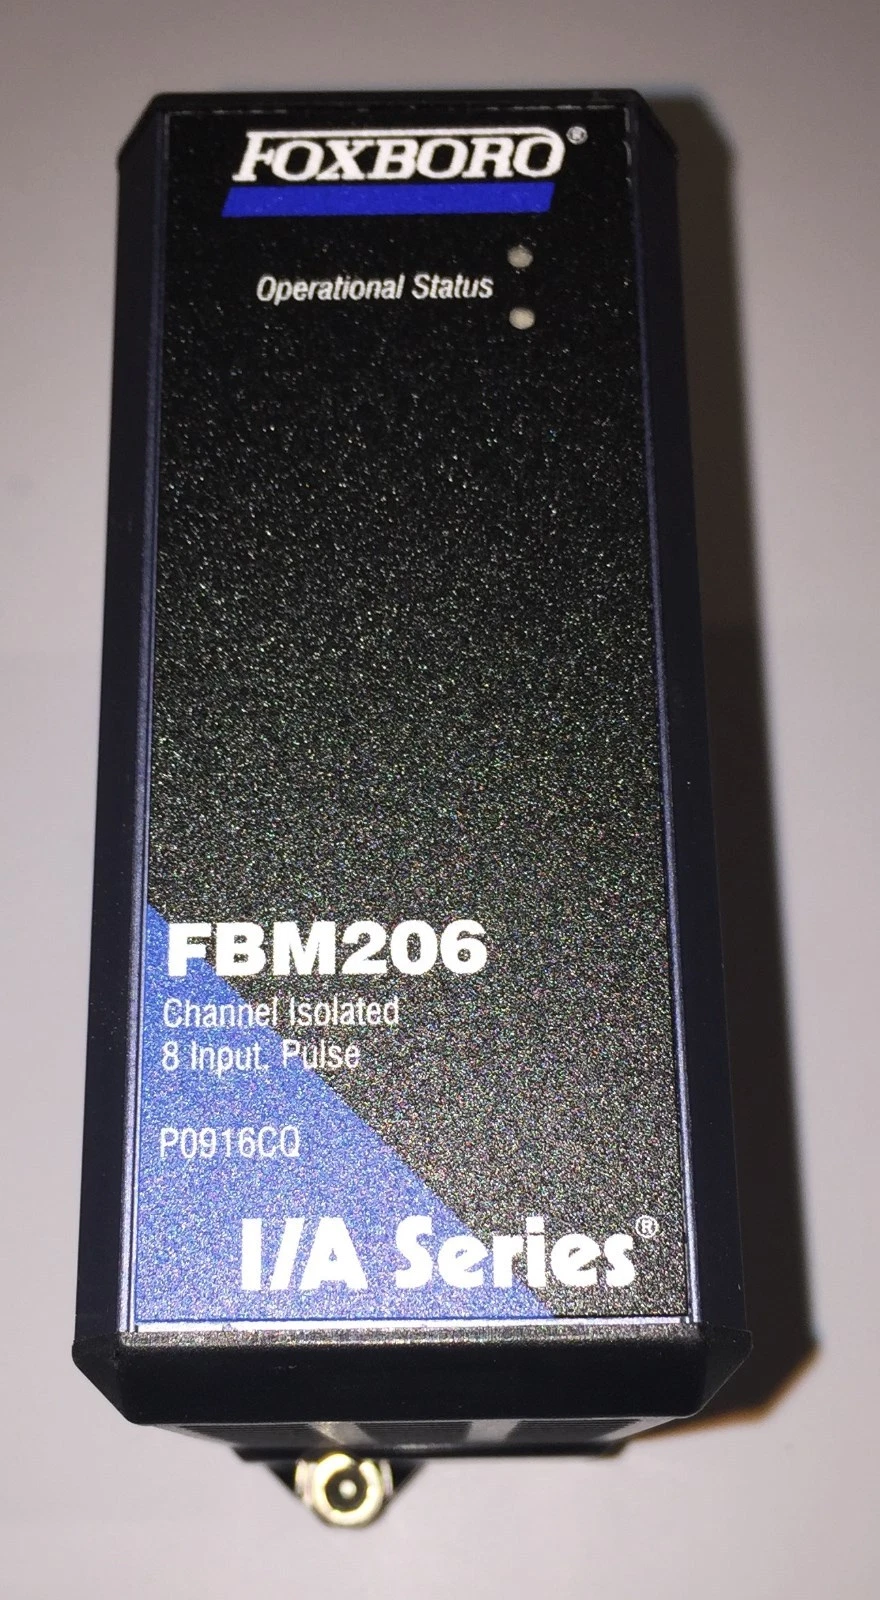 FOXBORO®
Operational Status
FBM206
Channel Isolated
8 Input, Pulse
P0916CQ
I/A Series®